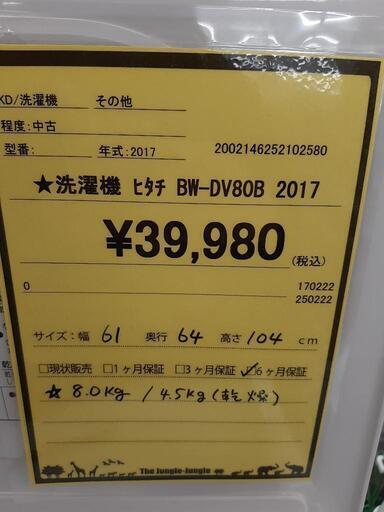 KD/洗濯機 その他
程度:中古
型番: 年式:2017 2002146252102580
★洗濯機 ヒタチ BW-DV80B 2017
¥39,980 (税込)
0 170222
250222
サイズ:幅 61 奥行 64 高さ 104 cm
□現状販売 □1ヶ月保証 □3ヶ月保証 ☑6ヶ月保証
☆ 8.0kg / 4.5kg (乾燥)
The Jungle-Jungle